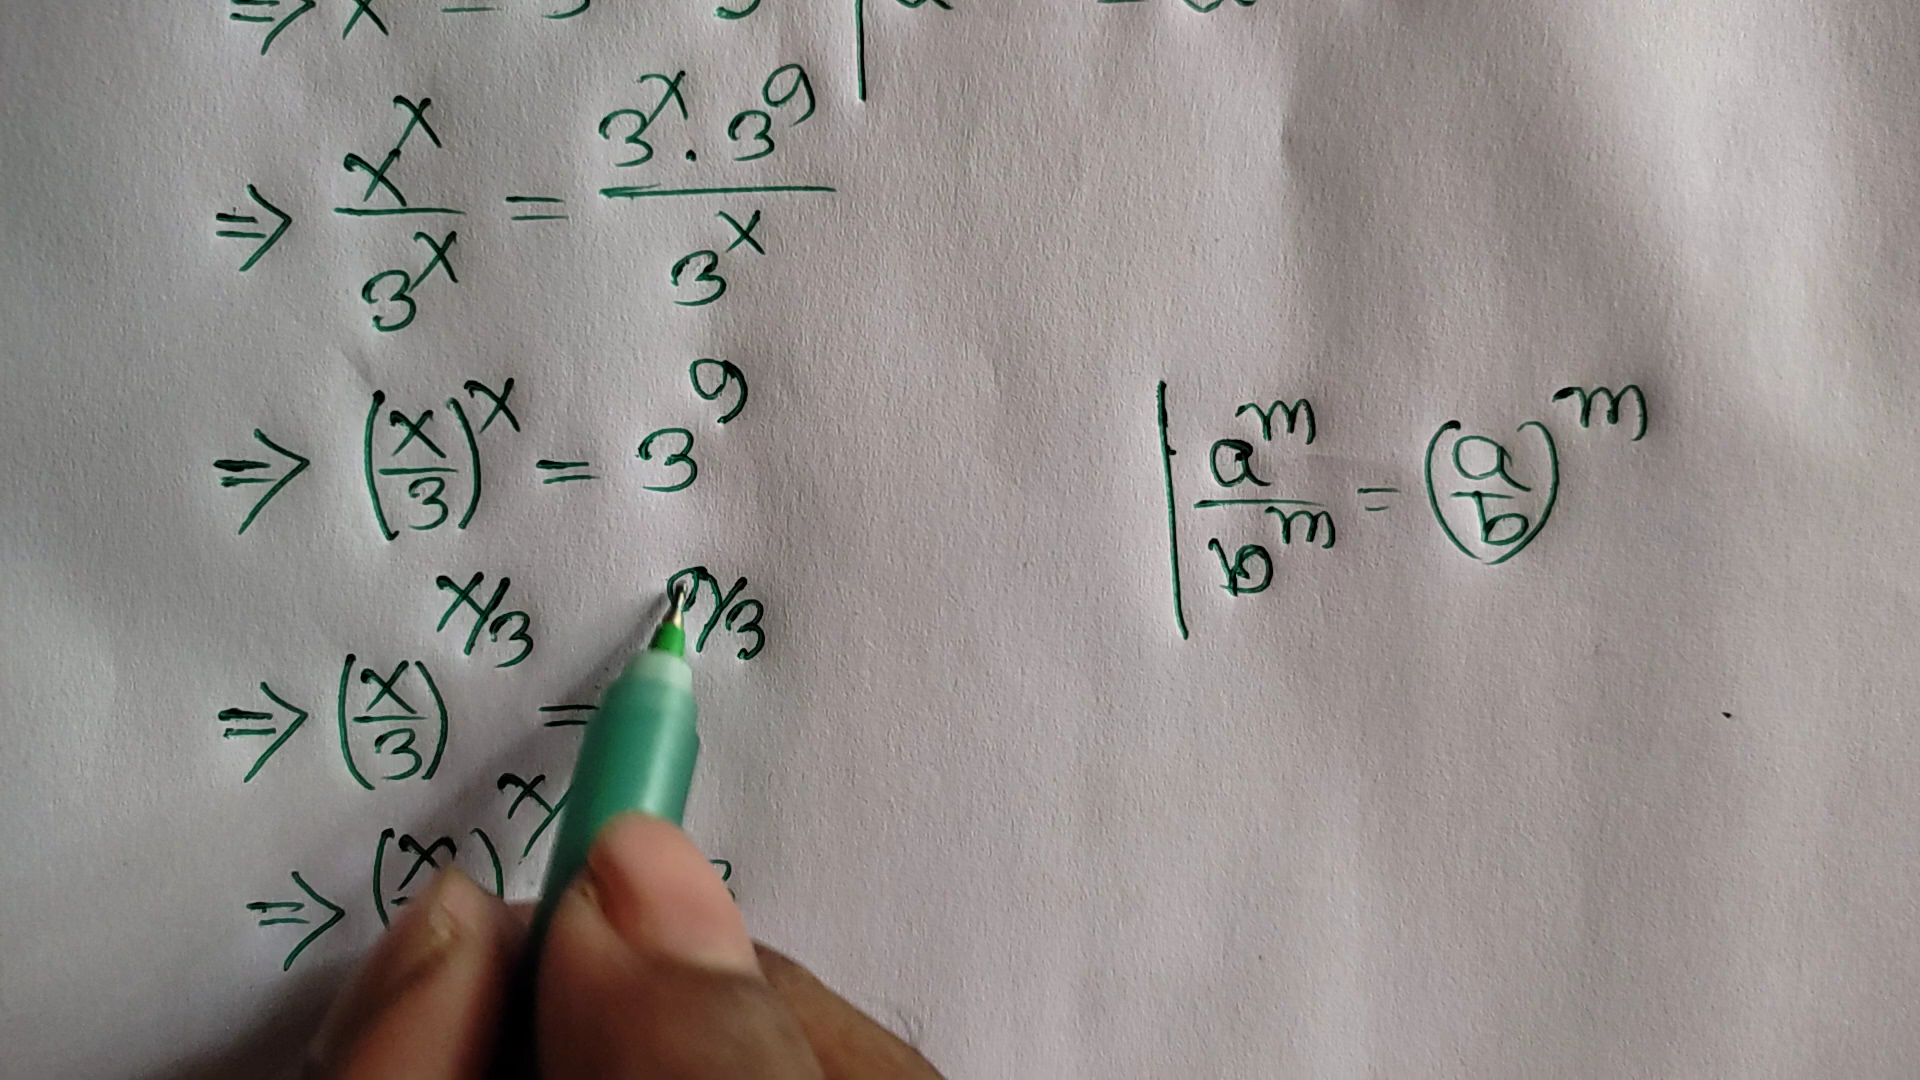 ⇒ x^x/3^x = 3^x · 3^9/3^x
⇒ (x/3)^x = 3^9
| a^m/b^m = (a/b)^m
⇒ (x/3)^x/3 = ^9/3
⇒ (x